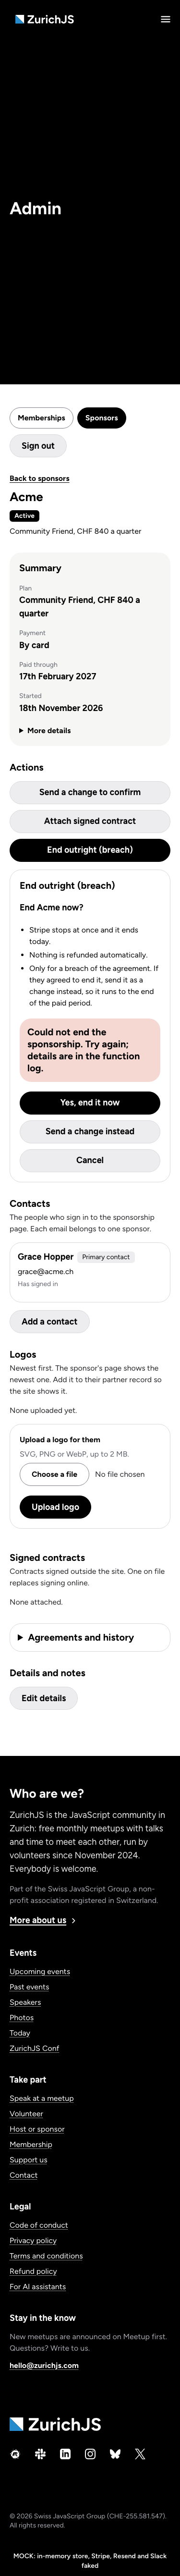 ZurichJS
Admin
Memberships
Sponsors
Sign out
Back to sponsors
Acme
Active
Community Friend, CHF 840 a quarter
Summary
Plan
Community Friend, CHF 840 a
quarter
Payment
By card
Paid through
17th February 2027
Started
18th November 2026
More details
Actions
Send a change to confirm
Attach signed contract
End outright (breach)
End outright (breach)
End Acme now?
• Stripe stops at once and it ends
today.
• Nothing is refunded automatically.
• Only for a breach of the agreement. If
they agreed to end it, send it as a
change instead, so it runs to the end
of the paid period.
Could not end the
sponsorship. Try again;
details are in the function
log.
Yes, end it now
Send a change instead
Cancel
Contacts
The people who sign in to the sponsorship
page. Each email belongs to one sponsor.
Grace Hopper Primary contact
grace@acme.ch
Has signed in
Add a contact
Logos
Newest first. The sponsor's page shows the
newest one. Add it to their partner record so
the site shows it.
None uploaded yet.
Upload a logo for them
SVG, PNG or WebP, up to 2 MB.
Choose a file No file chosen
Upload logo
Signed contracts
Contracts signed outside the site. One on file
replaces signing online.
None attached.
Agreements and history
Details and notes
Edit details
Who are we?
ZurichJS is the JavaScript community in
Zurich: free monthly meetups with talks
and time to meet each other, run by
volunteers since November 2024.
Everybody is welcome.
Part of the Swiss JavaScript Group, a non-
profit association registered in Switzerland.
More about us
Events
Upcoming events
Past events
Speakers
Photos
Today
ZurichJS Conf
Take part
Speak at a meetup
Volunteer
Host or sponsor
Membership
Support us
Contact
Legal
Code of conduct
Privacy policy
Terms and conditions
Refund policy
For AI assistants
Stay in the know
New meetups are announced on Meetup first.
Questions? Write to us.
hello@zurichjs.com
ZurichJS
© 2026 Swiss JavaScript Group (CHE-255.581.547).
All rights reserved.
MOCK: in-memory store, Stripe, Resend and Slack
faked